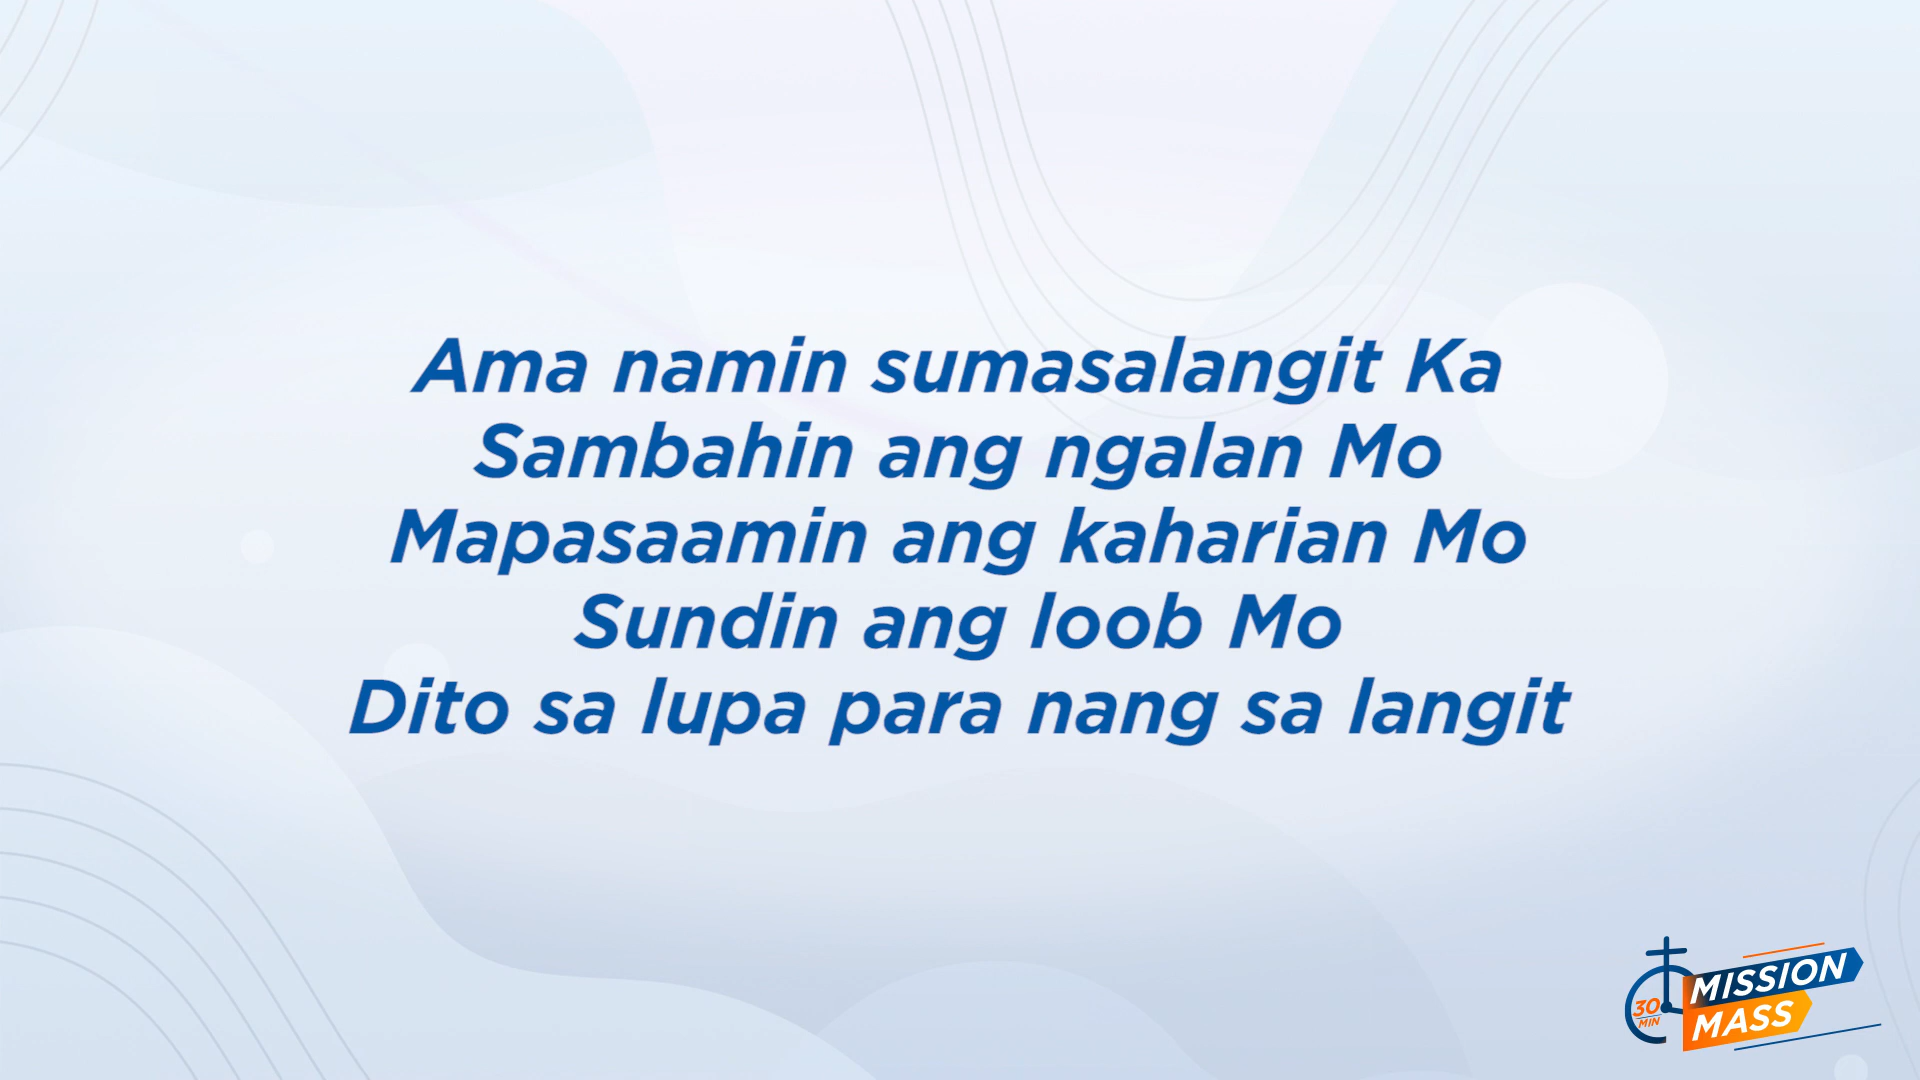 Ama namin sumasalangit Ka
Sambahin ang ngalan Mo
Mapasaamin ang kaharian Mo
Sundin ang loob Mo
Dito sa lupa para nang sa langit
30
MIN
MISSION
MASS